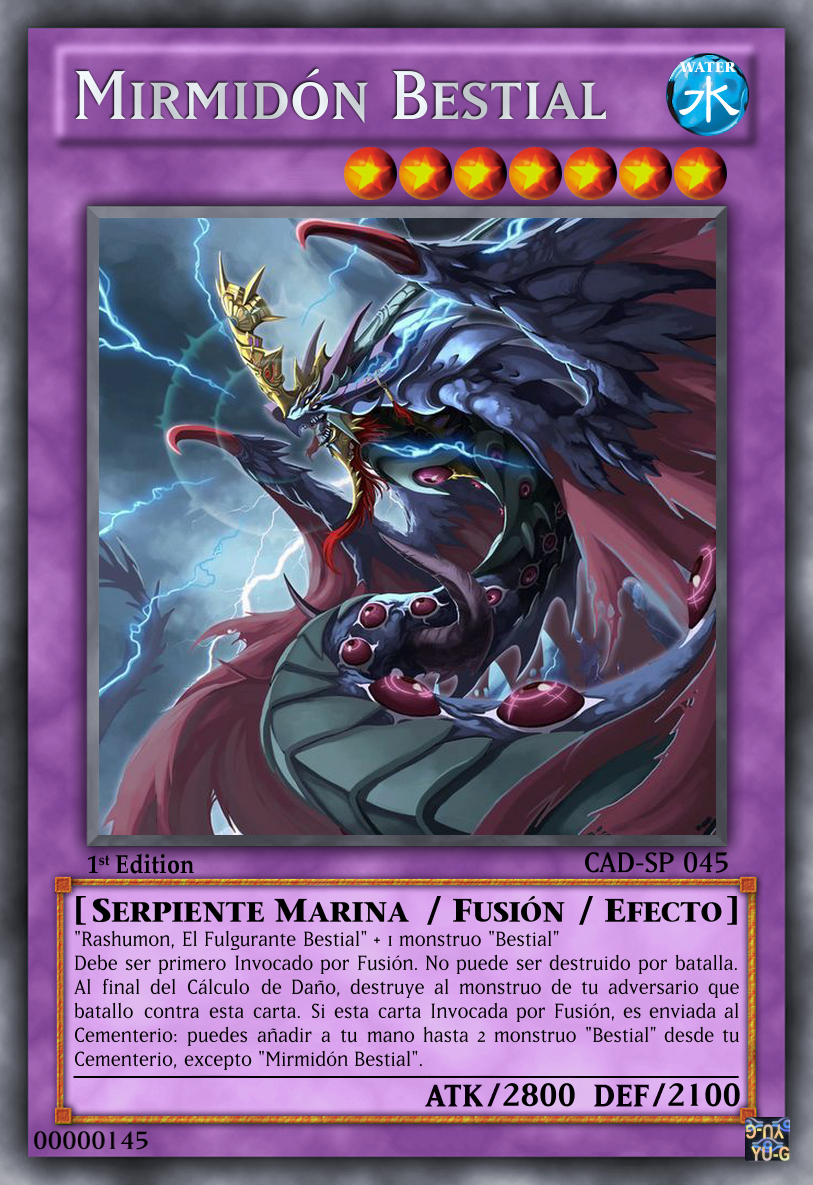 Mirmidón Bestial
WATER
水
1st Edition
CAD-SP 045
[ Serpiente Marina / Fusión / Efecto ]
"Rashumon, El Fulgurante Bestial" + 1 monstruo "Bestial"
Debe ser primero Invocado por Fusión. No puede ser destruido por batalla.
Al final del Cálculo de Daño, destruye al monstruo de tu adversario que
batallo contra esta carta. Si esta carta Invocada por Fusión, es enviada al
Cementerio: puedes añadir a tu mano hasta 2 monstruo "Bestial" desde tu
Cementerio, excepto "Mirmidón Bestial".
ATK/2800 DEF/2100
00000145
YU-G
YU-G